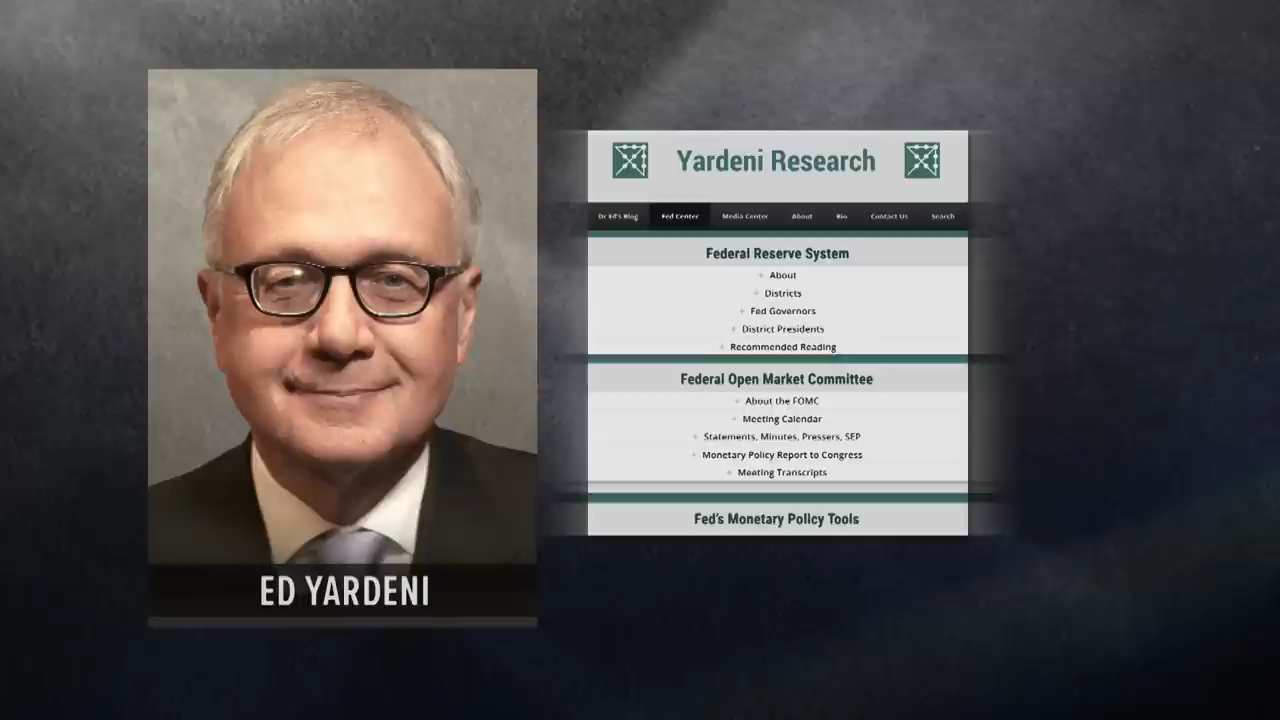 ED YARDENI
Yardeni Research
Dr Ed's Blog Fed Center Media Center About Bio Contact Us Search
Federal Reserve System
About
Districts
Fed Governors
District Presidents
Recommended Reading
Federal Open Market Committee
About the FOMC
Meeting Calendar
Statements, Minutes, Pressers, SEP
Monetary Policy Report to Congress
Meeting Transcripts
Fed's Monetary Policy Tools